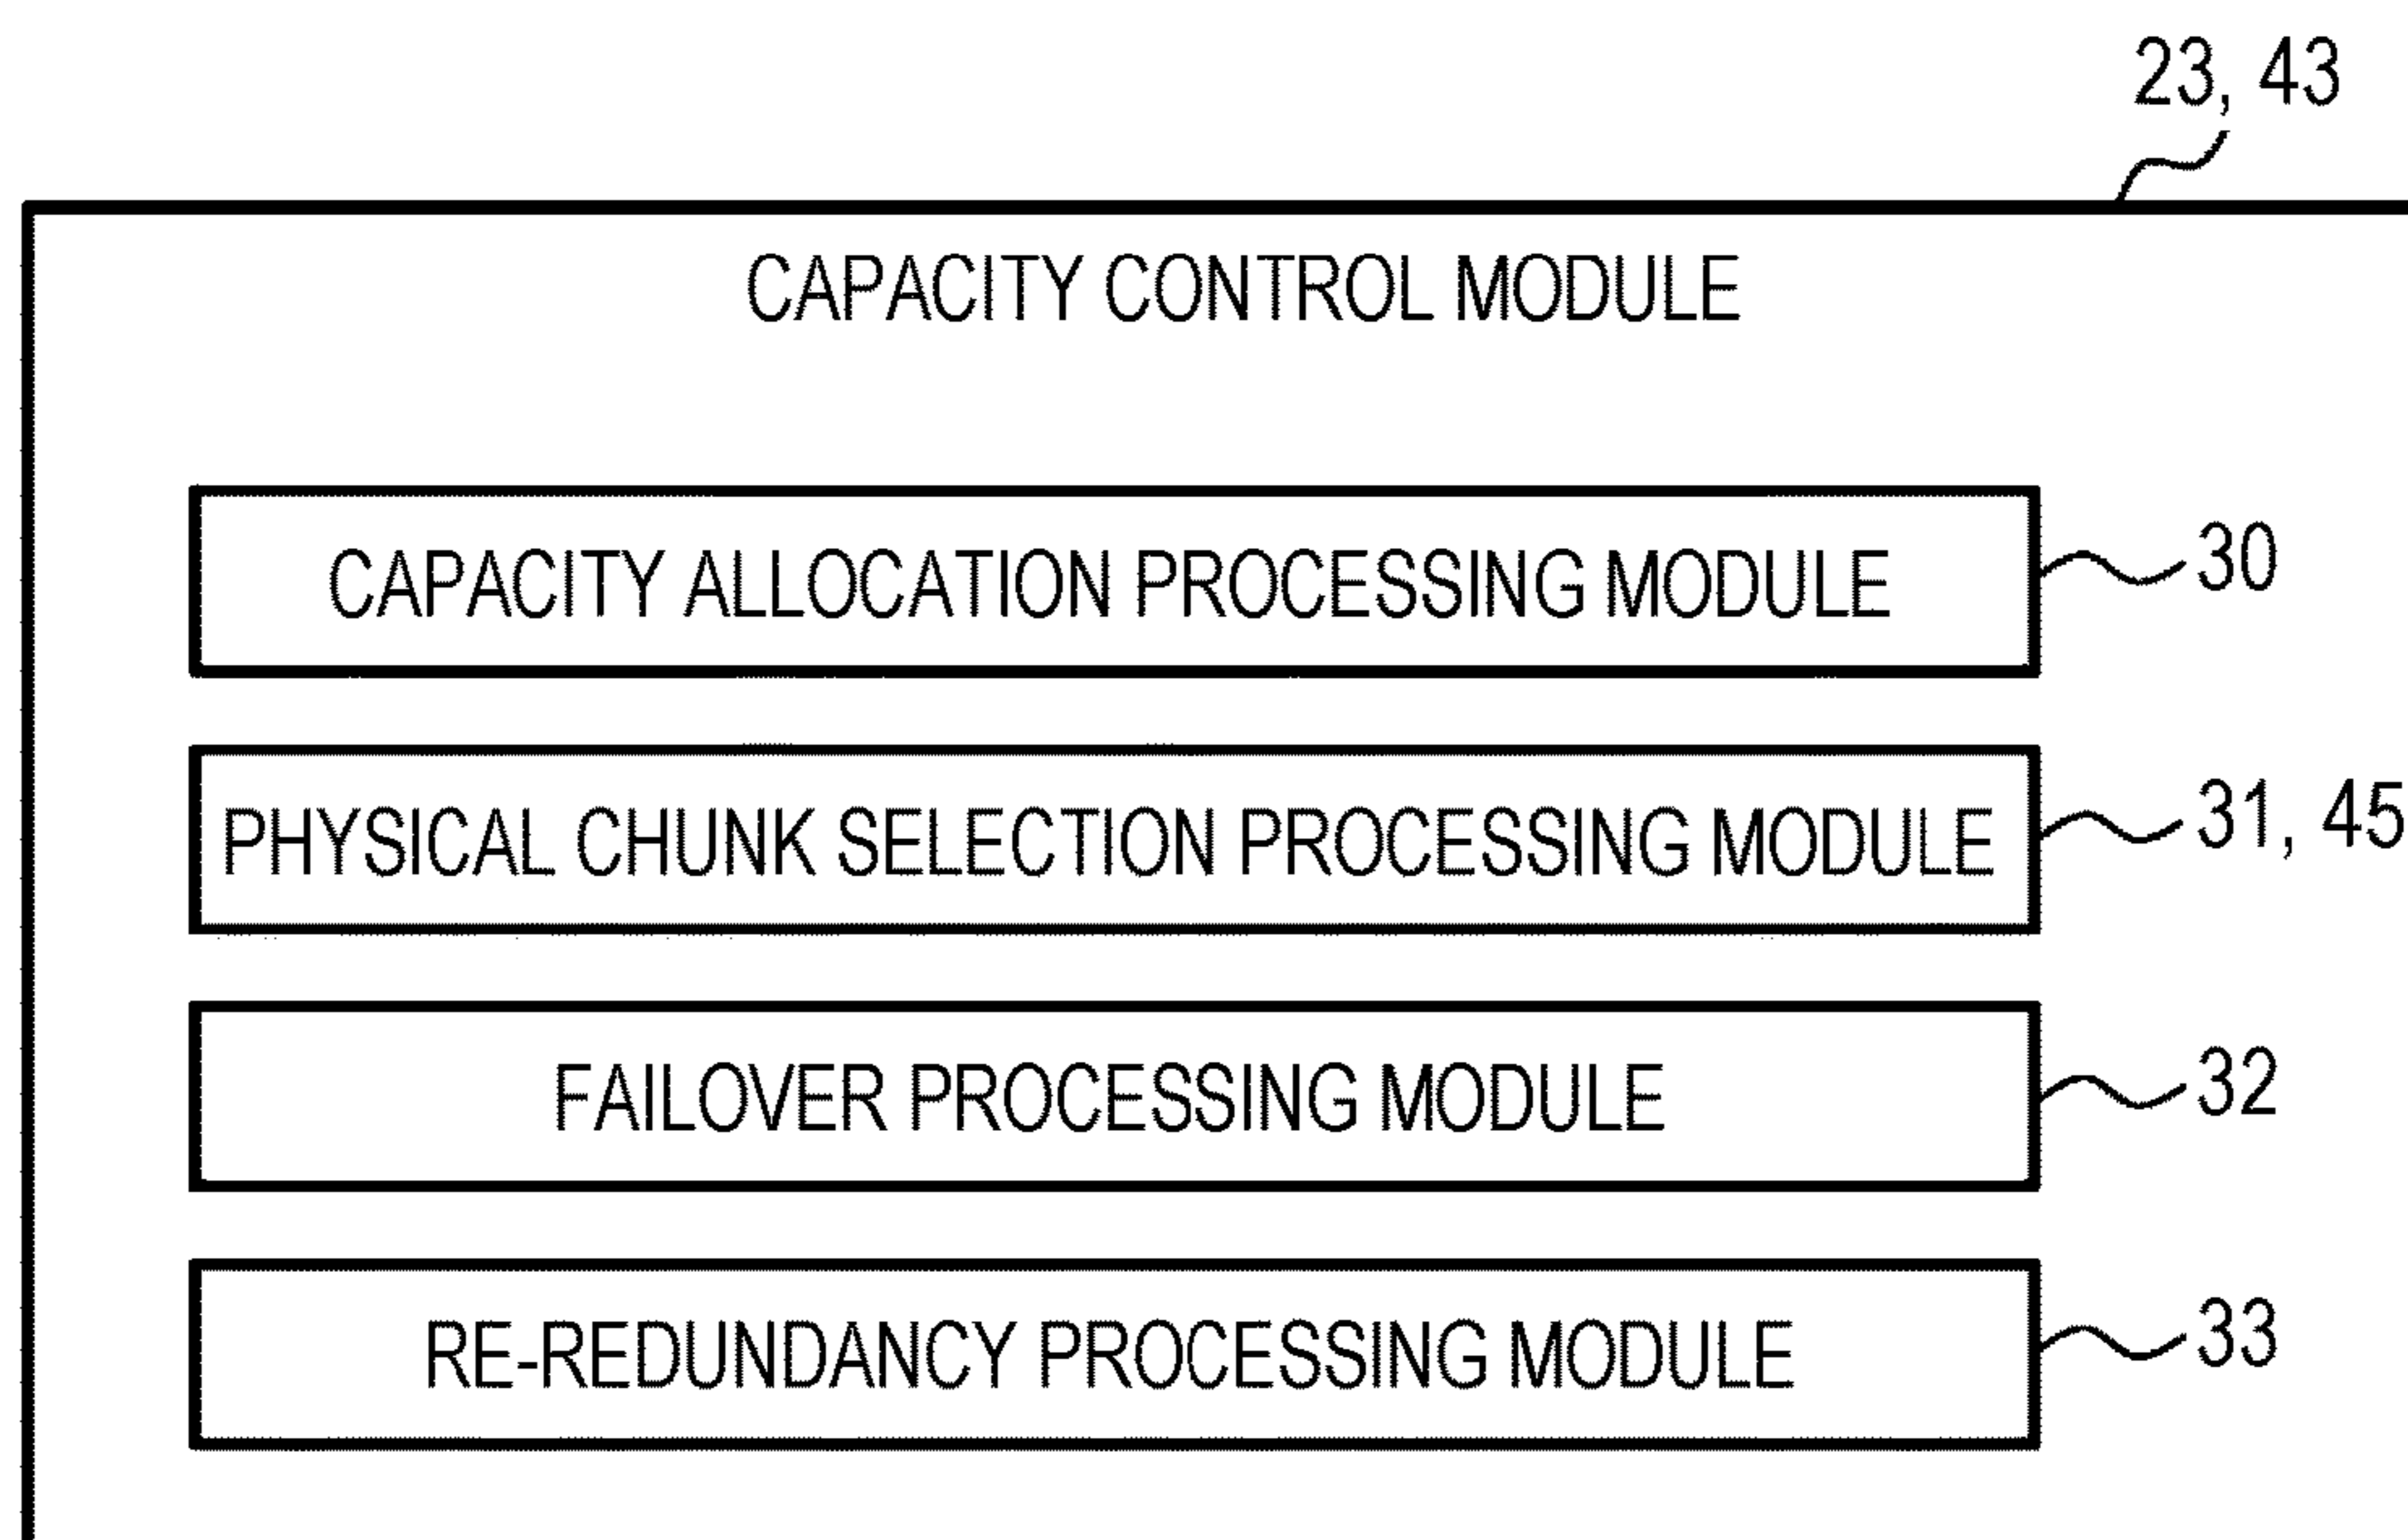 23, 43
CAPACITY CONTROL MODULE
CAPACITY ALLOCATION PROCESSING MODULE
30
PHYSICAL CHUNK SELECTION PROCESSING MODULE
31, 45
FAILOVER PROCESSING MODULE
32
RE-REDUNDANCY PROCESSING MODULE
33